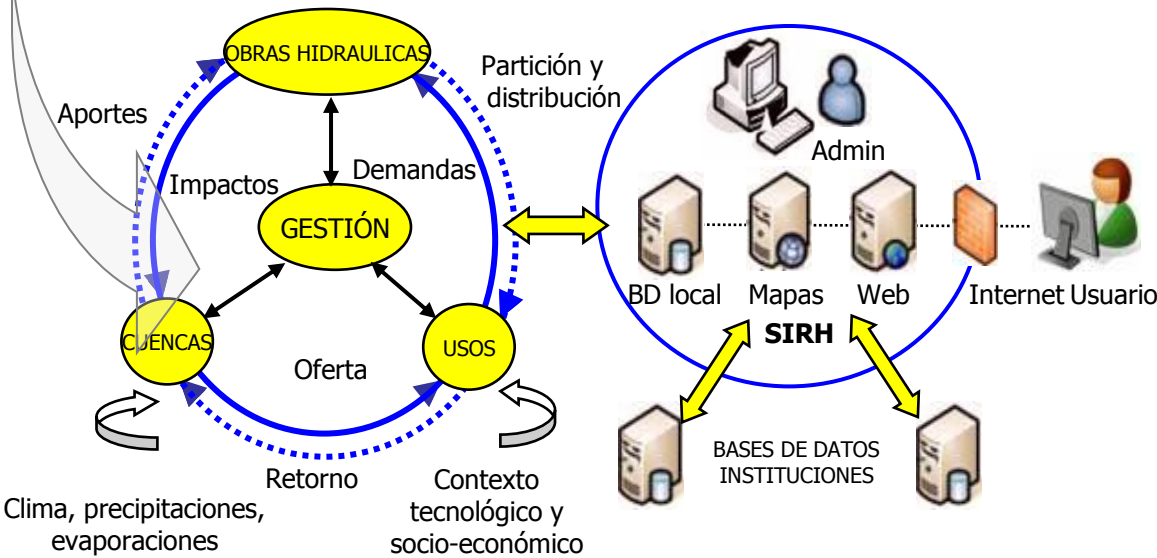 OBRAS HIDRAULICAS
Partición y
distribución
Aportes
Impactos
Demandas
GESTIÓN
CUENCAS
USOS
Oferta
Retorno
Clima, precipitaciones,
evaporaciones
Contexto
tecnológico y
socio-económico
Admin
BD local
Mapas
Web
Internet Usuario
SIRH
BASES DE DATOS
INSTITUCIONES